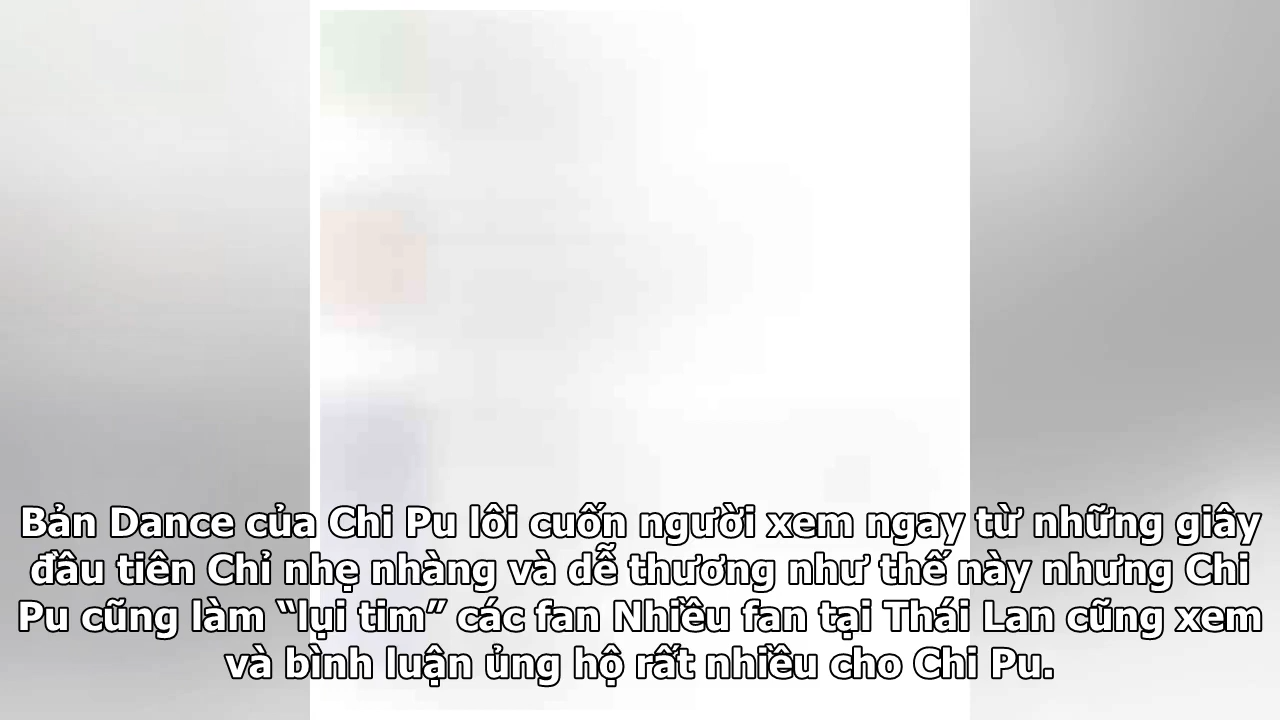 Bản Dance của Chi Pu lôi cuốn người xem ngay từ những giây
đầu tiên Chỉ nhẹ nhàng và dễ thương như thế này nhưng Chi
Pu cũng làm “lụi tim” các fan Nhiều fan tại Thái Lan cũng xem
và bình luận ủng hộ rất nhiều cho Chi Pu.